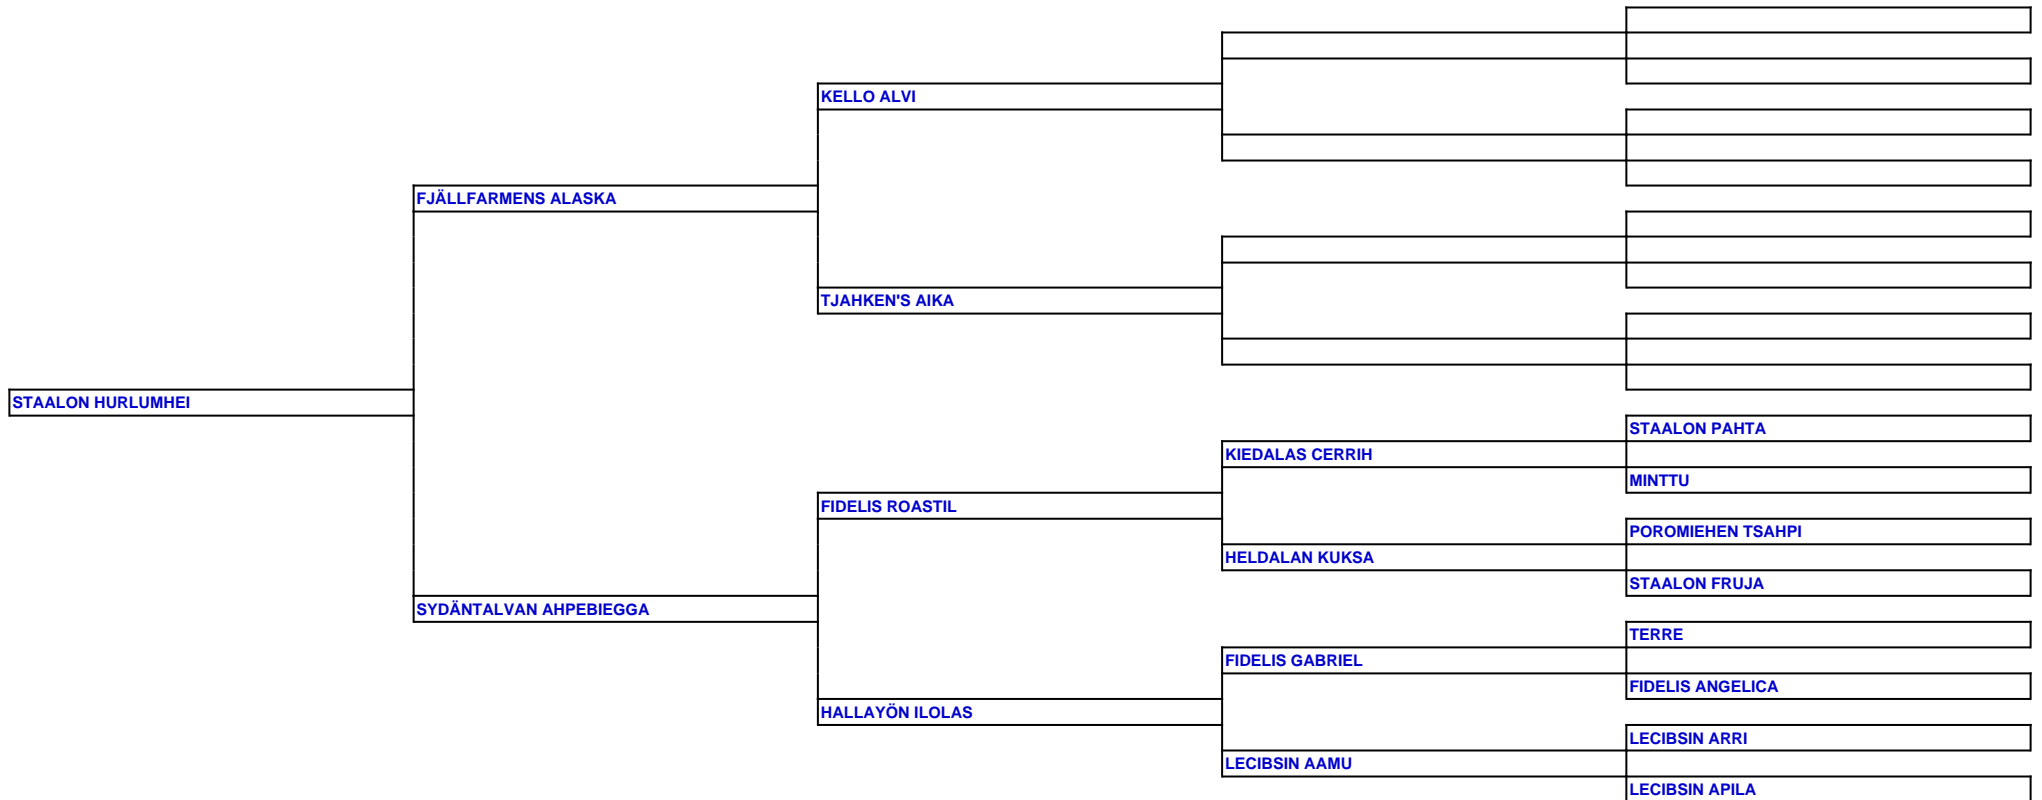 KELLO ALVI
FJÄLLFARMENS ALASKA
TJAHKEN'S AIKA
STAALON HURLUMHEI
STAALON PAHTA
KIEDALAS CERRIH
MINTTU
FIDELIS ROASTIL
POROMIEHEN TSAHPI
HELDALAN KUKSA
STAALON FRUJA
SYDÄNTALVAN AHPEBIEGGA
TERRE
FIDELIS GABRIEL
FIDELIS ANGELICA
HALLAYÖN ILOLAS
LECIBSIN ARRI
LECIBSIN AAMU
LECIBSIN APILA